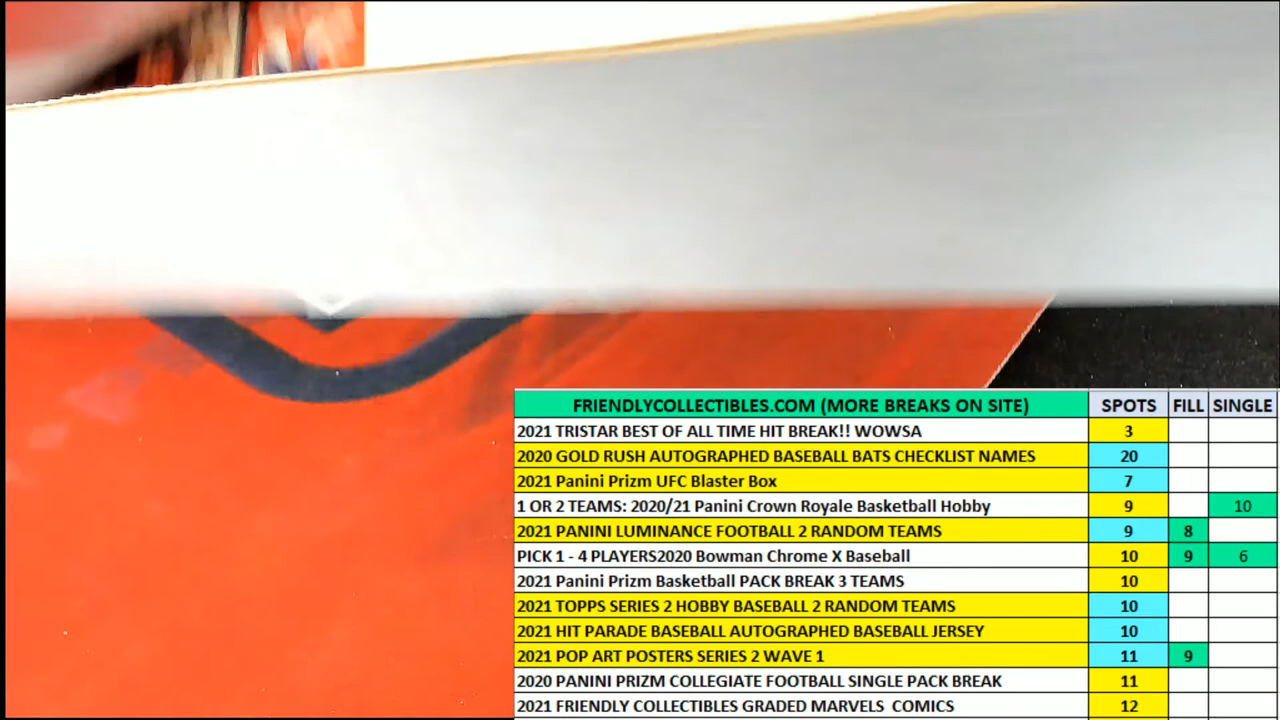 FRIENDLYCOLLECTIBLES.COM (MORE BREAKS ON SITE) SPOTS FILL SINGLE
2021 TRISTAR BEST OF ALL TIME HIT BREAK!! WOWSA 3
2020 GOLD RUSH AUTOGRAPHED BASEBALL BATS CHECKLIST NAMES 20
2021 Panini Prizm UFC Blaster Box 7
1 OR 2 TEAMS: 2020/21 Panini Crown Royale Basketball Hobby 9 10
2021 PANINI LUMINANCE FOOTBALL 2 RANDOM TEAMS 9 8
PICK 1 - 4 PLAYERS2020 Bowman Chrome X Baseball 10 9 6
2021 Panini Prizm Basketball PACK BREAK 3 TEAMS 10
2021 TOPPS SERIES 2 HOBBY BASEBALL 2 RANDOM TEAMS 10
2021 HIT PARADE BASEBALL AUTOGRAPHED BASEBALL JERSEY 10
2021 POP ART POSTERS SERIES 2 WAVE 1 11 9
2020 PANINI PRIZM COLLEGIATE FOOTBALL SINGLE PACK BREAK 11
2021 FRIENDLY COLLECTIBLES GRADED MARVELS COMICS 12